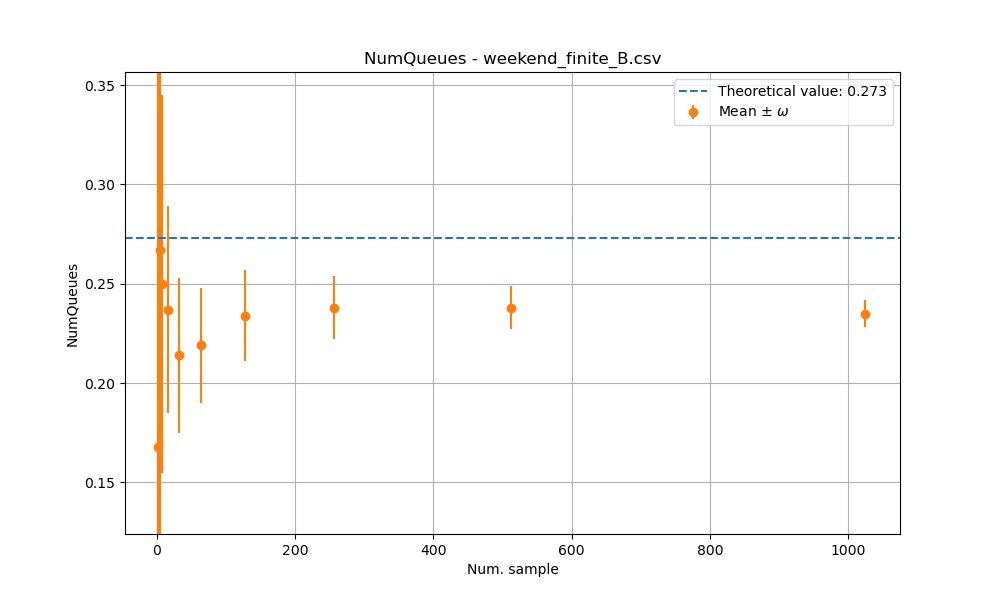 NumQueues - weekend_finite_B.csv
Theoretical value: 0.273
Mean ± ω
0.35
0.30
0.25
0.20
0.15
NumQueues
0 200 400 600 800 1000
Num. sample